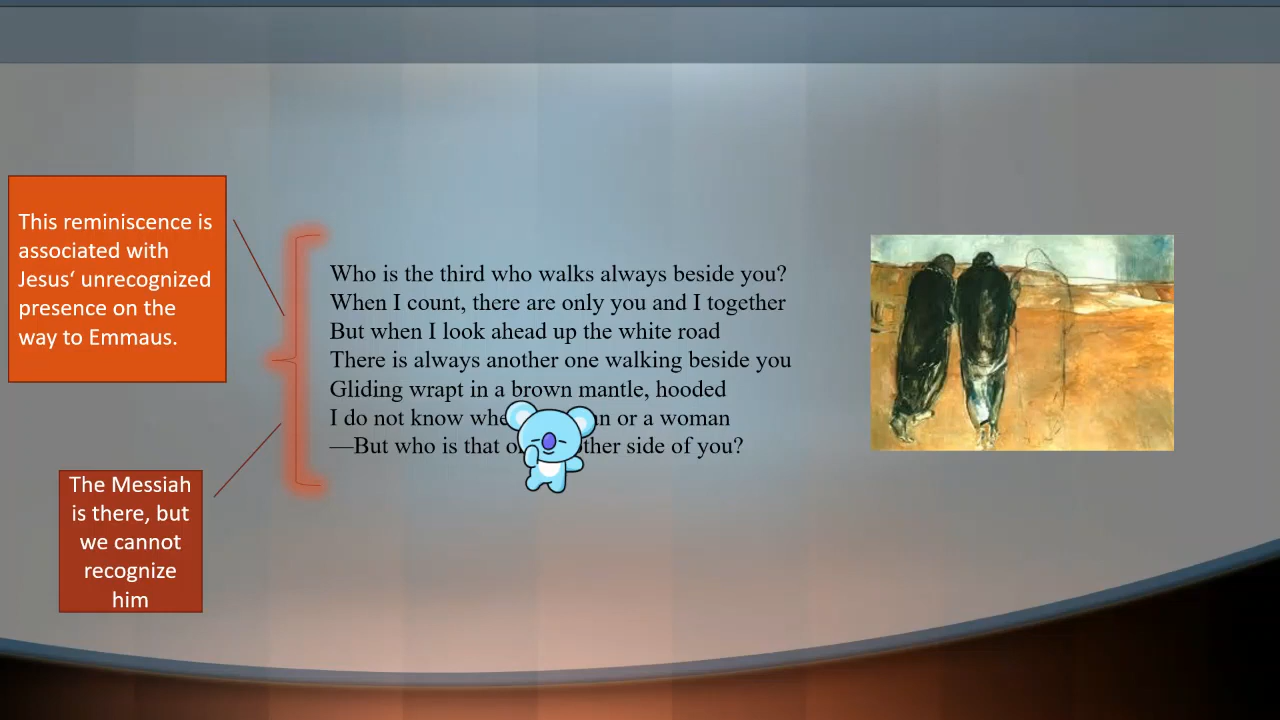 This reminiscence is
associated with
Jesus‘ unrecognized
presence on the
way to Emmaus.
Who is the third who walks always beside you?
When I count, there are only you and I together
But when I look ahead up the white road
There is always another one walking beside you
Gliding wrapt in a brown mantle, hooded
I do not know or a woman
—But who is that side of you?
The Messiah
is there, but
we cannot
recognize
him